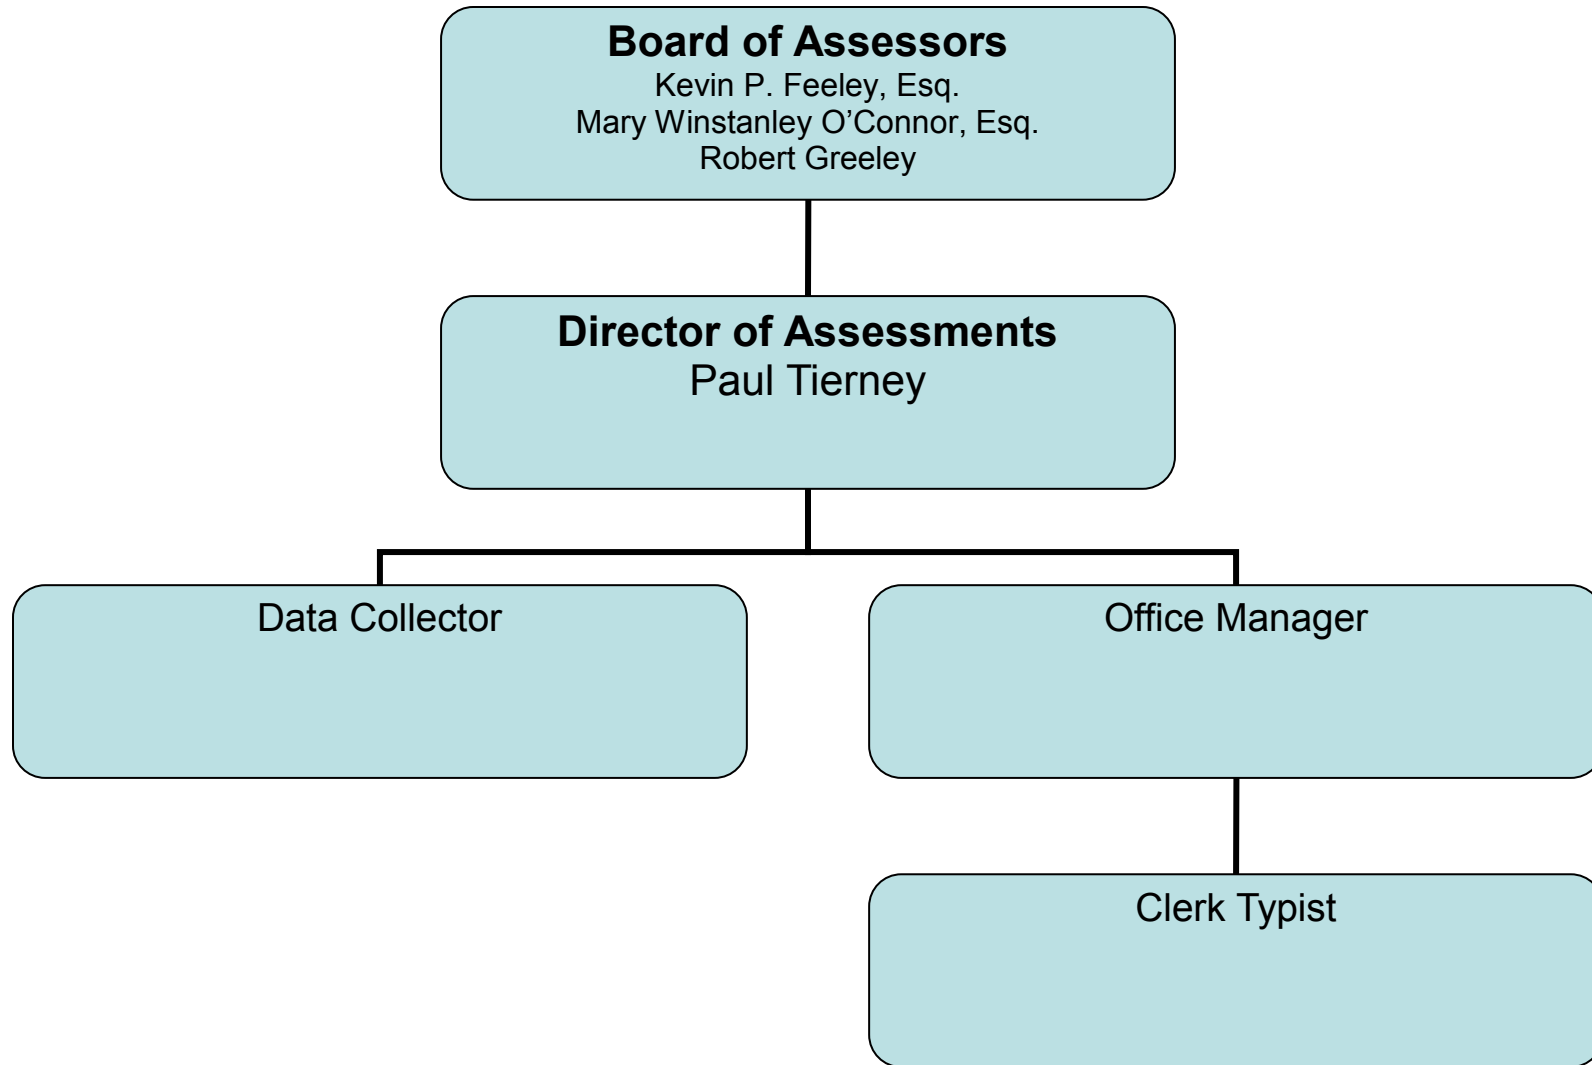 Board of Assessors
Kevin P. Feeley, Esq.
Mary Winstanley O’Connor, Esq.
Robert Greeley
Director of Assessments
Paul Tierney
Data Collector
Office Manager
Clerk Typist